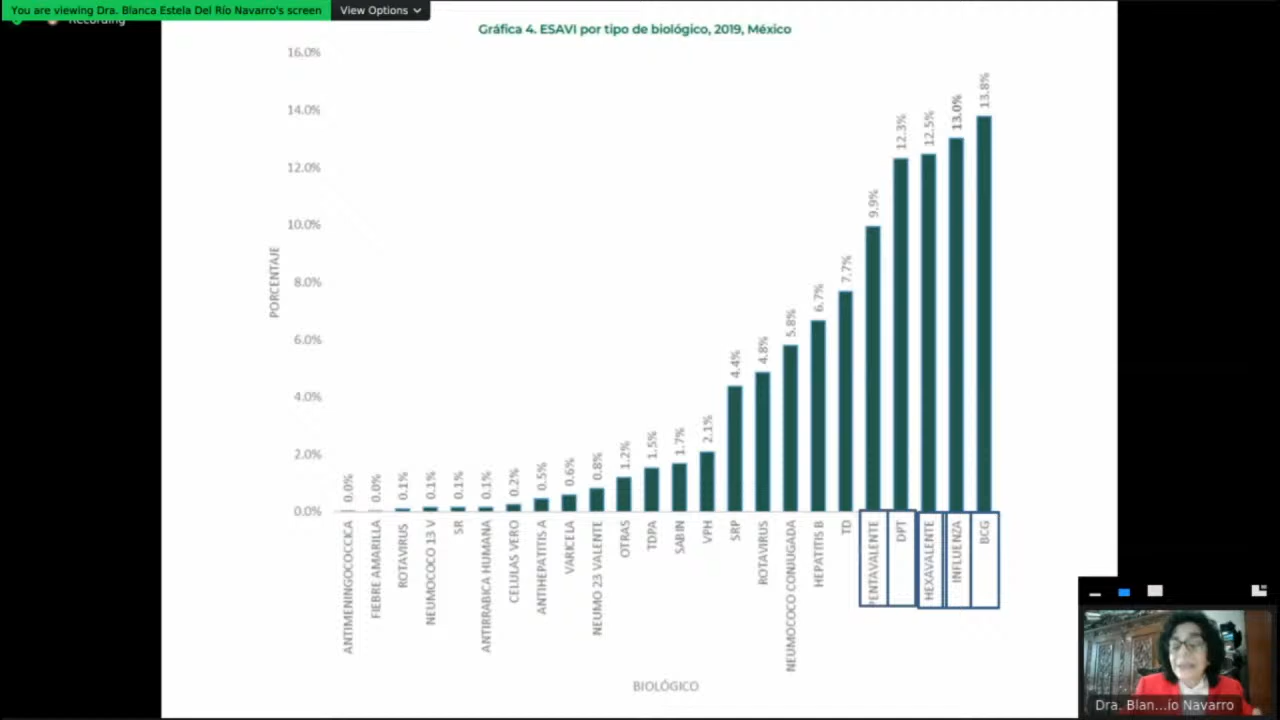 You are viewing Dra. Blanca Estela Del Río Navarro's screen
View Options
Recording
Gráfica 4. ESAVI por tipo de biológico, 2019, México
16.0%
14.0%
12.0%
10.0%
8.0%
6.0%
4.0%
2.0%
0.0%
PORCENTAJE
0.0%
0.0%
0.1%
0.1%
0.1%
0.1%
0.2%
0.5%
0.6%
0.8%
1.2%
1.5%
1.7%
2.1%
4.4%
4.8%
5.8%
6.7%
7.7%
9.9%
12.3%
12.5%
13.0%
13.8%
ANTIMENINGOCOCCICA
FIEBRE AMARILLA
ROTAVIRUS
NEUMOCOCO 13 V
SR
ANTIRRABICA HUMANA
CELULAS VERO
ANTIHEPATITIS A
VARICELA
NEUMO 23 VALENTE
OTRAS
TDPA
SABIN
VPH
SRP
ROTAVIRUS
NEUMOCOCO CONJUGADA
HEPATITIS B
TD
PENTAVALENTE
DPT
HEXAVALENTE
INFLUENZA
BCG
BIOLÓGICO
Dra. Blan...ío Navarro